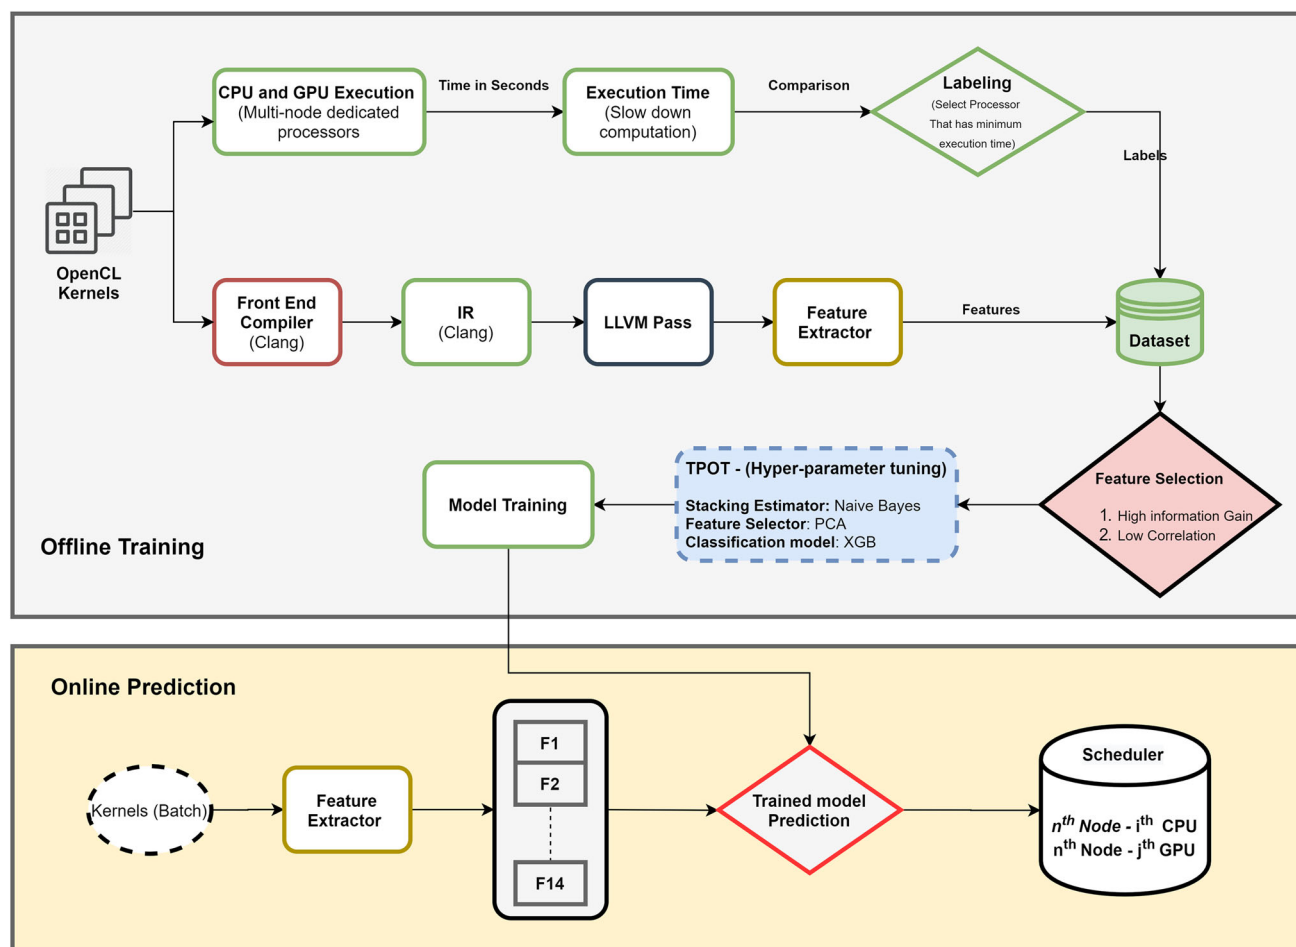 CPU and GPU Execution
(Multi-node dedicated
processors
Time in Seconds
Execution Time
(Slow down
computation)
Comparison
Labeling
(Select Processor
That has minimum
execution time)
Labels
OpenCL
Kernels
Front End
Compiler
(Clang)
IR
(Clang)
LLVM Pass
Feature
Extractor
Features
Dataset
Feature Selection
1. High information Gain
2. Low Correlation
TPOT - (Hyper-parameter tuning)
Stacking Estimator: Naive Bayes
Feature Selector: PCA
Classification model: XGB
Model Training
Offline Training
Online Prediction
Kernels (Batch)
Feature
Extractor
F1
F2
F14
Trained model
Prediction
Scheduler
nth Node - ith CPU
nth Node - jth GPU